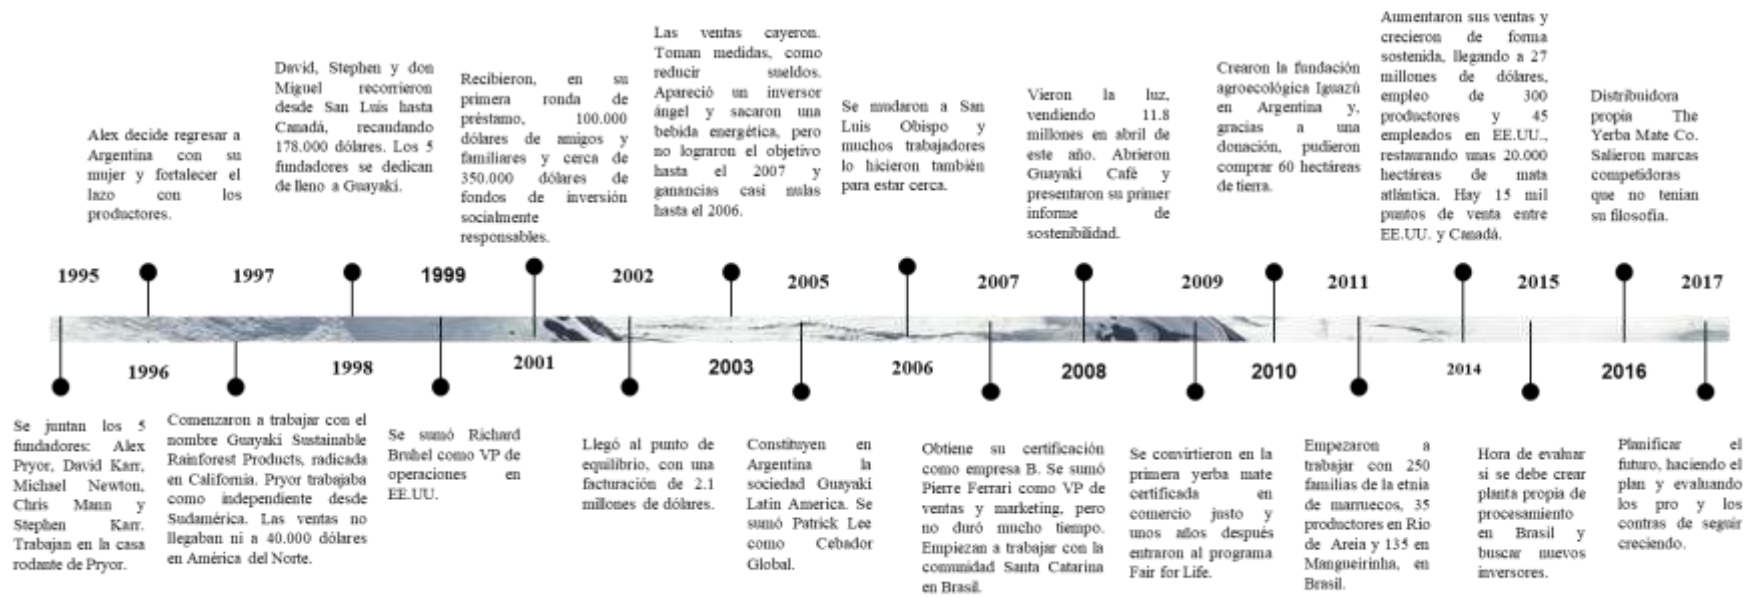 Alex decide regresar a
Argentina con su
mujer y fortalecer el
lazo con los
productores.
David, Stephen y don
Miguel recorrieron
desde San Luis hasta
Canadá, recaudando
178.000 dólares. Los 5
fundadores se dedican
de lleno a Guayakí.
Recibieron, en su
primera ronda de
préstamo, 100.000
dólares de amigos y
familiares y cerca de
350.000 dólares de
fondos de inversión
socialmente
responsables.
Las ventas cayeron.
Toman medidas, como
reducir sueldos.
Apareció un inversor
ángel y sacaron una
bebida energética, pero
no lograron el objetivo
hasta el 2007 y
ganancias casi nulas
hasta el 2006.
Se mudaron a San
Luis Obispo y
muchos trabajadores
lo hicieron también
para estar cerca.
Vieron la luz,
vendiendo 11.8
millones en abril de
este año. Abrieron
Guayaki Café y
presentaron su primer
informe de
sostenibilidad.
Crearon la fundación
agroecológica Iguazú
en Argentina y,
gracias a una
donación, pudieron
comprar 60 hectáreas
de tierra.
Aumentaron sus ventas y
crecieron de forma
sostenida, llegando a 27
millones de dólares,
empleo de 300
productores y 45
empleados en EE.UU.,
restaurando unas 20.000
hectáreas de mata
atlántica. Hay 15 mil
puntos de venta entre
EE.UU. y Canadá.
Distribuidora
propia The
Yerba Mate Co.
Salieron marcas
competidoras
que no tenían
su filosofía.
1995
1997
1999
2002
2005
2007
2009
2011
2015
2017
1996
1998
2001
2003
2006
2008
2010
2014
2016
Se juntan los 5
fundadores: Alex
Pryor, David Karr,
Michael Newton,
Chris Mann y
Stephen Karr.
Trabajan en la casa
rodante de Pryor.
Comenzaron a trabajar con el
nombre Guayaki Sustainable
Rainforest Products, radicada
en California. Pryor trabajaba
como independiente desde
Sudamérica. Las ventas no
llegaban ni a 40.000 dólares
en América del Norte.
Se sumó Richard
Bruhel como VP de
operaciones en
EE.UU.
Llegó al punto de
equilibrio, con una
facturación de 2.1
millones de dólares.
Constituyen en
Argentina la
sociedad Guayaki
Latin America. Se
sumó Patrick Lee
como Cebador
Global.
Obtiene su certificación
como empresa B. Se sumó
Pierre Ferrari como VP de
ventas y marketing, pero
no duró mucho tiempo.
Empiezan a trabajar con la
comunidad Santa Catarina
en Brasil.
Se convirtieron en la
primera yerba mate
certificada en
comercio justo y
unos años después
entraron al programa
Fair for Life.
Empezaron a
trabajar con 250
familias de la etnia
de marruecos, 35
productores en Rio
de Areia y 135 en
Mangueirinha, en
Brasil.
Hora de evaluar
si se debe crear
planta propia de
procesamiento
en Brasil y
buscar nuevos
inversores.
Planificar el
futuro, haciendo el
plan y evaluando
los pro y los
contras de seguir
creciendo.